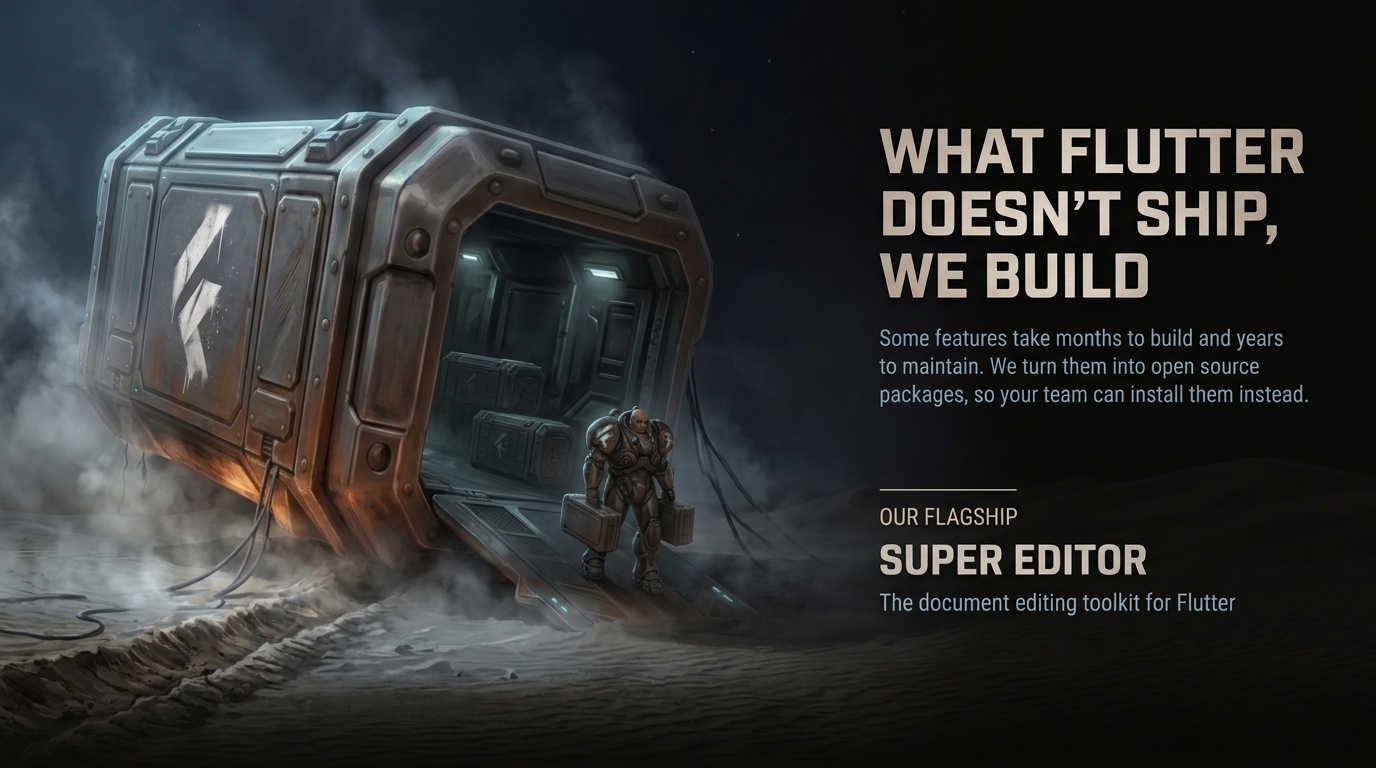 WHAT FLUTTER
DOESN'T SHIP,
WE BUILD
Some features take months to build and years
to maintain. We turn them into open source
packages, so your team can install them instead.
OUR FLAGSHIP
SUPER EDITOR
The document editing toolkit for Flutter